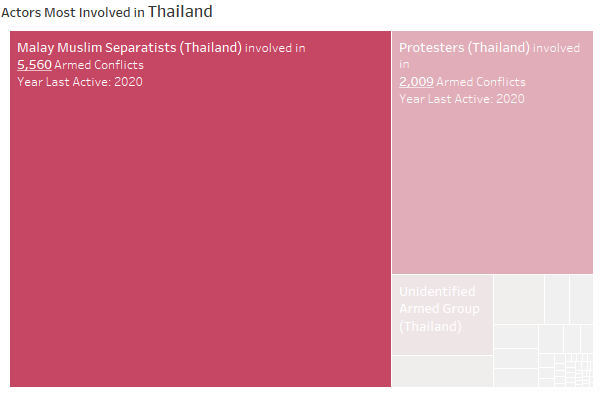 Actors Most Involved in Thailand
Malay Muslim Separatists (Thailand) involved in
5,560 Armed Conflicts
Year Last Active: 2020
Protesters (Thailand) involved
in
2,009 Armed Conflicts
Year Last Active: 2020
Unidentified
Armed Group
(Thailand)